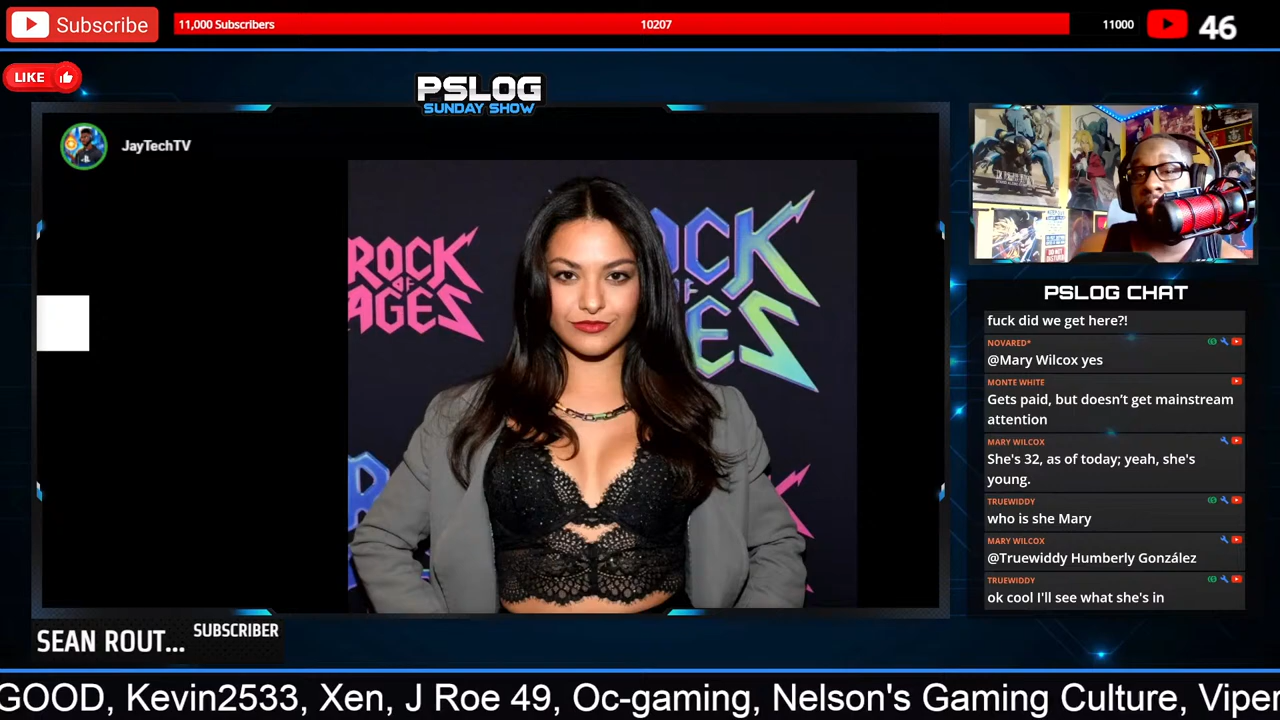 Subscribe
11,000 Subscribers
10207
11000
46
LIKE
PSLOG
SUNDAY SHOW
JayTechTV
ROCK
OF
AGES
PSLOG CHAT
fuck did we get here?!
NOVARED*
@Mary Wilcox yes
MONTE WHITE
Gets paid, but doesn't get mainstream
attention
MARY WILCOX
She's 32, as of today; yeah, she's
young.
TRUEWIDDY
who is she Mary
MARY WILCOX
@Truewiddy Humberly González
TRUEWIDDY
ok cool I'll see what she's in
SEAN ROUT...
SUBSCRIBER
GOOD, Kevin2533, Xen, J Roe 49, Oc-gaming, Nelson's Gaming Culture, Viper